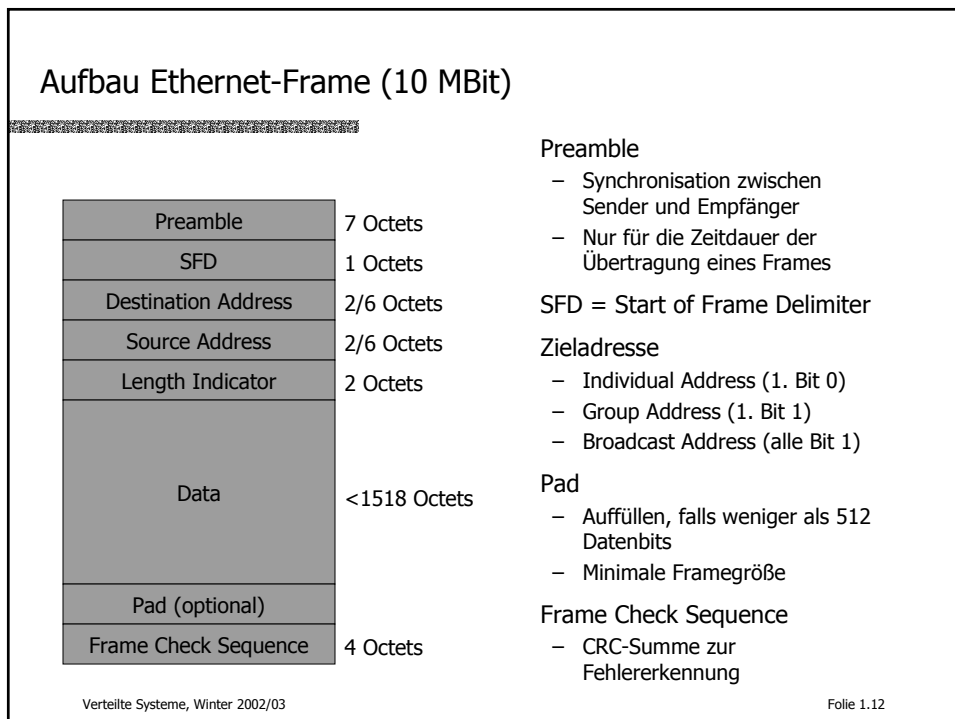 Aufbau Ethernet-Frame (10 MBit)
Preamble
7 Octets
SFD
1 Octets
Destination Address
2/6 Octets
Source Address
2/6 Octets
Length Indicator
2 Octets
Data
<1518 Octets
Pad (optional)
Frame Check Sequence
4 Octets
Preamble
– Synchronisation zwischen
Sender und Empfänger
– Nur für die Zeitdauer der
Übertragung eines Frames
SFD = Start of Frame Delimiter
Zieladresse
– Individual Address (1. Bit 0)
– Group Address (1. Bit 1)
– Broadcast Address (alle Bit 1)
Pad
– Auffüllen, falls weniger als 512
Datenbits
– Minimale Framegröße
Frame Check Sequence
– CRC-Summe zur
Fehlererkennung
Verteilte Systeme, Winter 2002/03
Folie 1.12